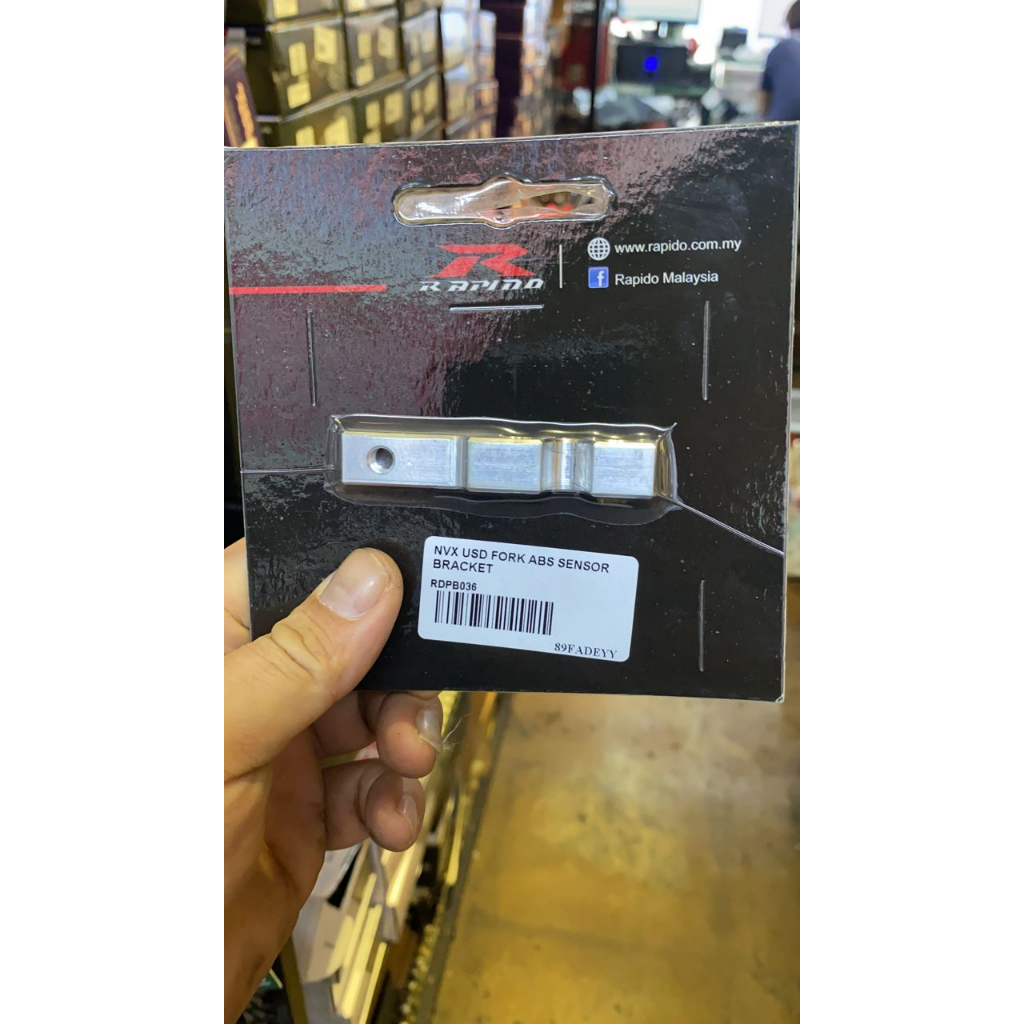 RAPIDO
www.rapido.com.my
f Rapido Malaysia
NVX USD FORK ABS SENSOR
BRACKET
RDPB036
89FADEYY